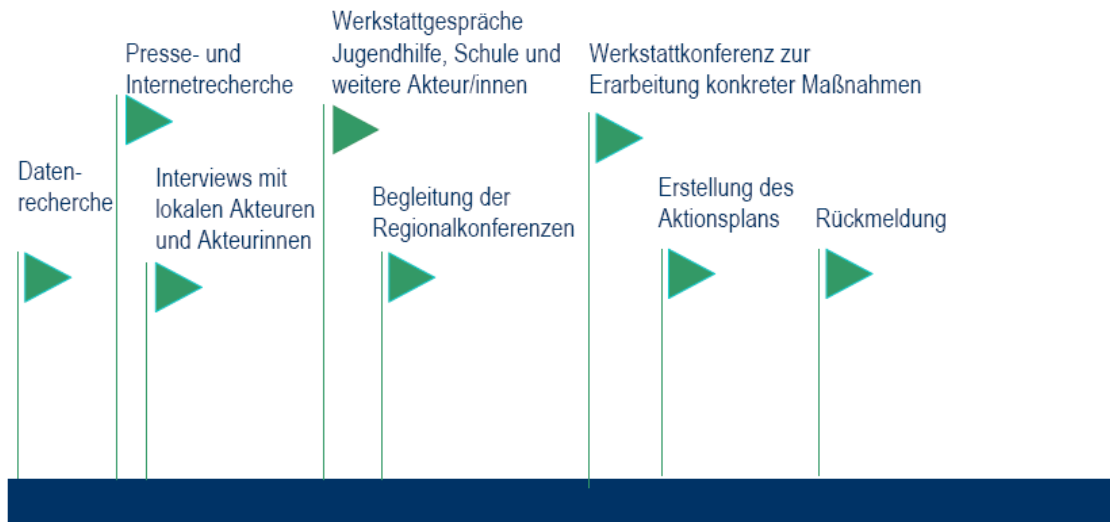 Daten-
recherche
Presse- und
Internetrecherche
Interviews mit
lokalen Akteuren
und Akteurinnen
Werkstattgespräche
Jugendhilfe, Schule und
weitere Akteur/innen
Begleitung der
Regionalkonferenzen
Werkstattkonferenz zur
Erarbeitung konkreter Maßnahmen
Erstellung des
Aktionsplans
Rückmeldung